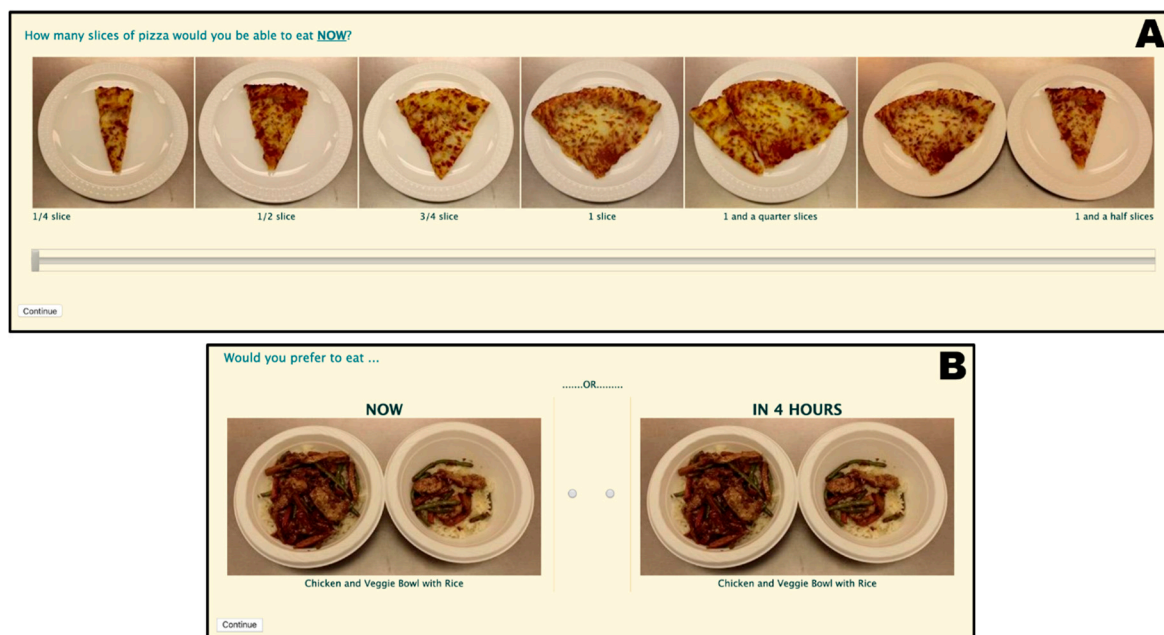 How many slices of pizza would you be able to eat NOW?
A
1/4 slice
1/2 slice
3/4 slice
1 slice
1 and a quarter slices
1 and a half slices
Continue
Would you prefer to eat ...
B
.......OR.........
NOW
IN 4 HOURS
Chicken and Veggie Bowl with Rice
Chicken and Veggie Bowl with Rice
Continue